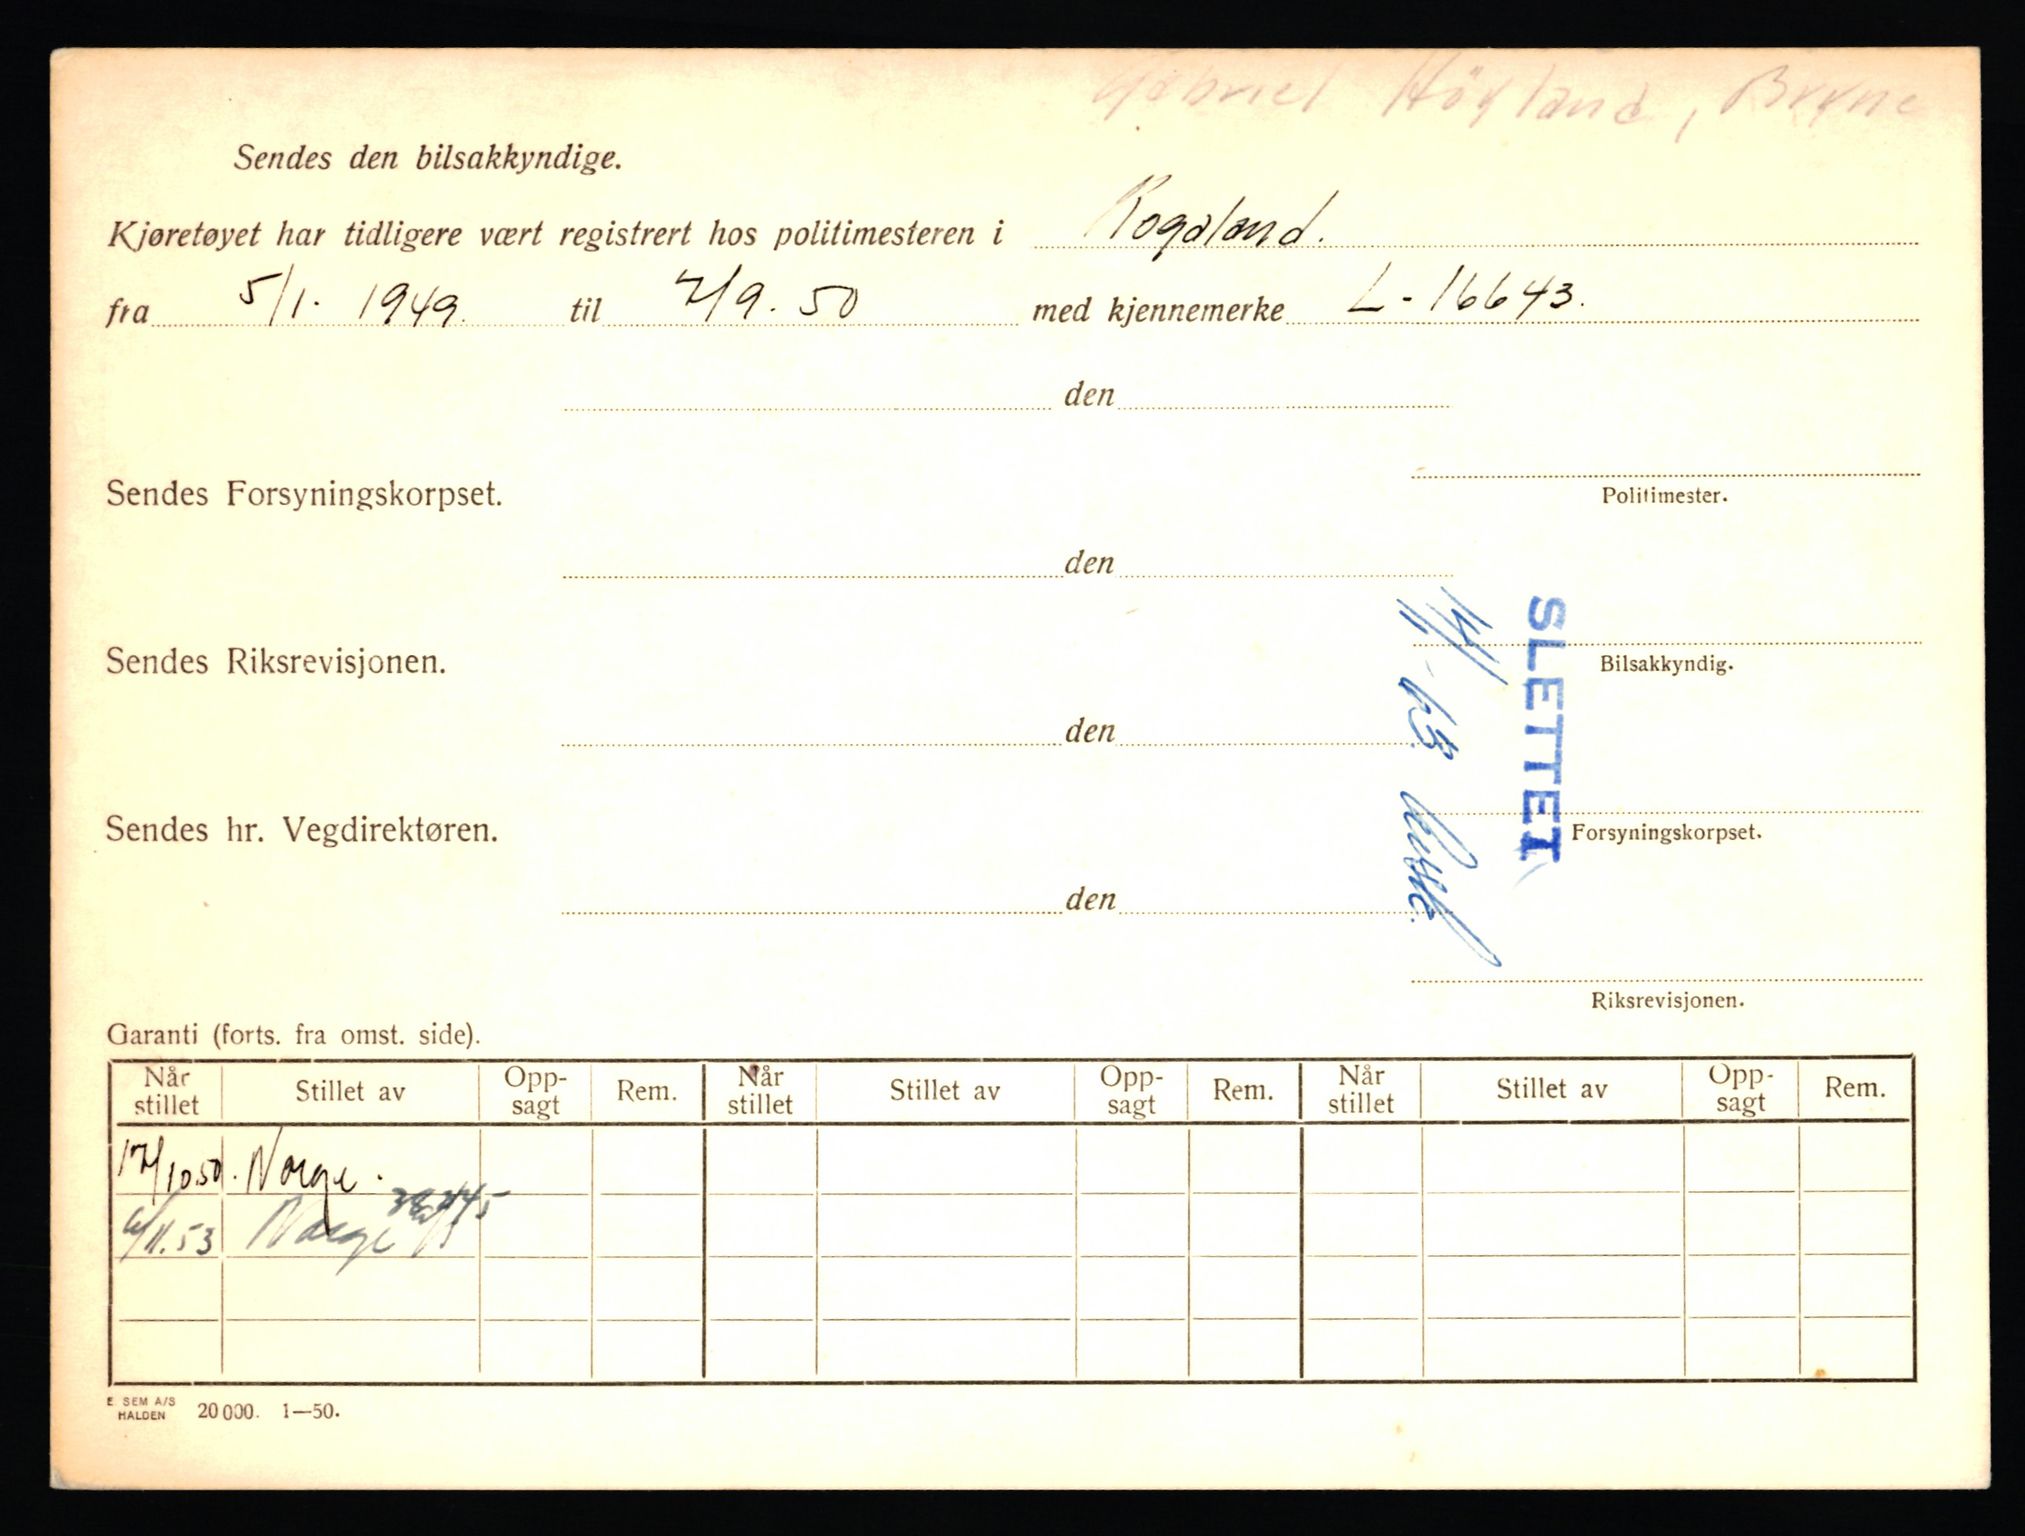 Gabriel Högland, Bryne
Sendes den bilsakkyndige.
Kjøretøyet har tidligere vært registrert hos politimesteren i Rogaland.
fra 5/1. 1949. til 7/9. 50 med kjennemerke L-16643.
den
Politimester.
Sendes Forsyningskorpset.
den
Bilsakkyndig.
Sendes Riksrevisjonen.
den
SLETTET
Forsyningskorpset.
Sendes hr. Vegdirektøren.
den
Riksrevisjonen.
Garanti (forts. fra omst. side).
Når stillet Stillet av Opp-sagt Rem. Når stillet Stillet av Opp-sagt Rem. Når stillet Stillet av Opp-sagt Rem.
17/10.50. Norge.
6/11.53 Norge
E. SEM A/S
HALDEN 20 000. 1—50.